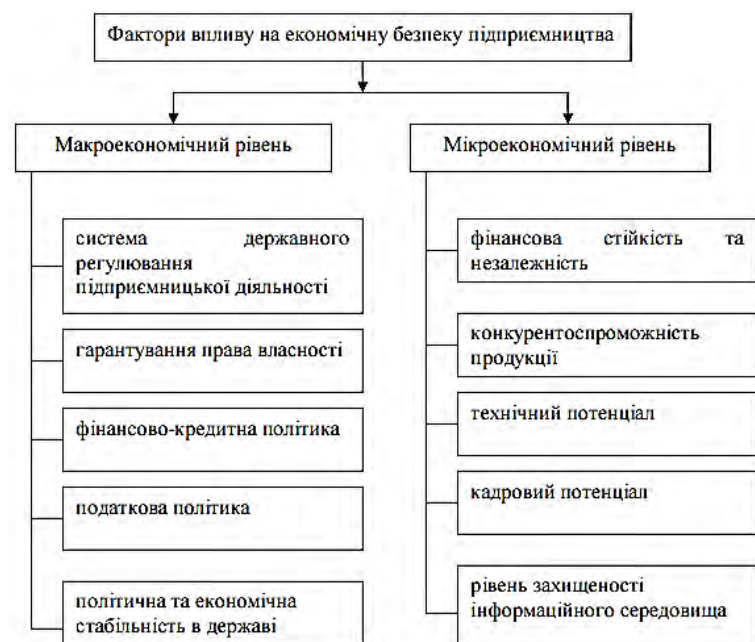 Фактори впливу на економічну безпеку підприємництва
Макроекономічний рівень
система державного
регулювання
підприємницької діяльності
гарантування права власності
фінансово-кредитна політика
податкова політика
політична та економічна
стабільність в державі
Мікроекономічний рівень
фінансова стійкість та
незалежність
конкурентоспроможність
продукції
технічний потенціал
кадровий потенціал
рівень захищеності
інформаційного середовища